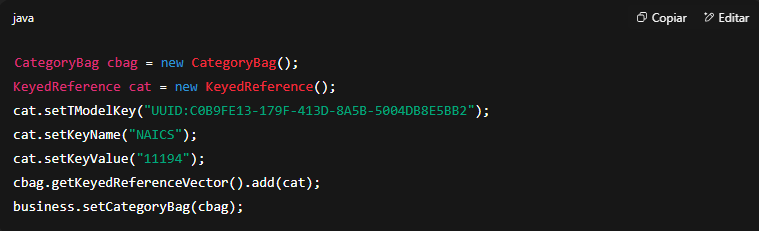 java
Copiar
Editar
CategoryBag cbag = new CategoryBag();
KeyedReference cat = new KeyedReference();
cat.setTModelKey("UUID:C0B9FE13-179F-413D-8A5B-5004DB8E5BB2");
cat.setKeyName("NAICS");
cat.setKeyValue("11194");
cbag.getKeyedReferenceVector().add(cat);
business.setCategoryBag(cbag);